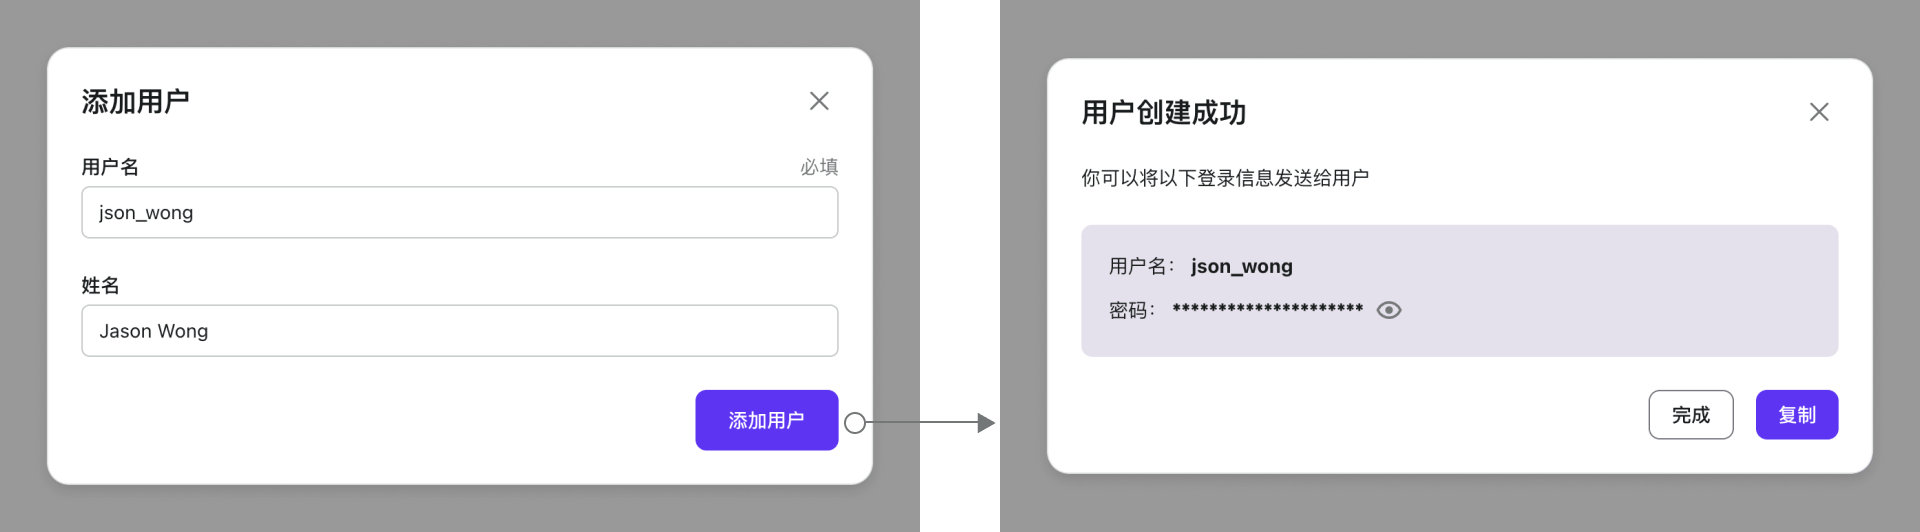 添加用户
用户名 必填
json_wong
姓名
Jason Wong
添加用户
用户创建成功
你可以将以下登录信息发送给用户
用户名： json_wong
密码： *********************
完成 复制